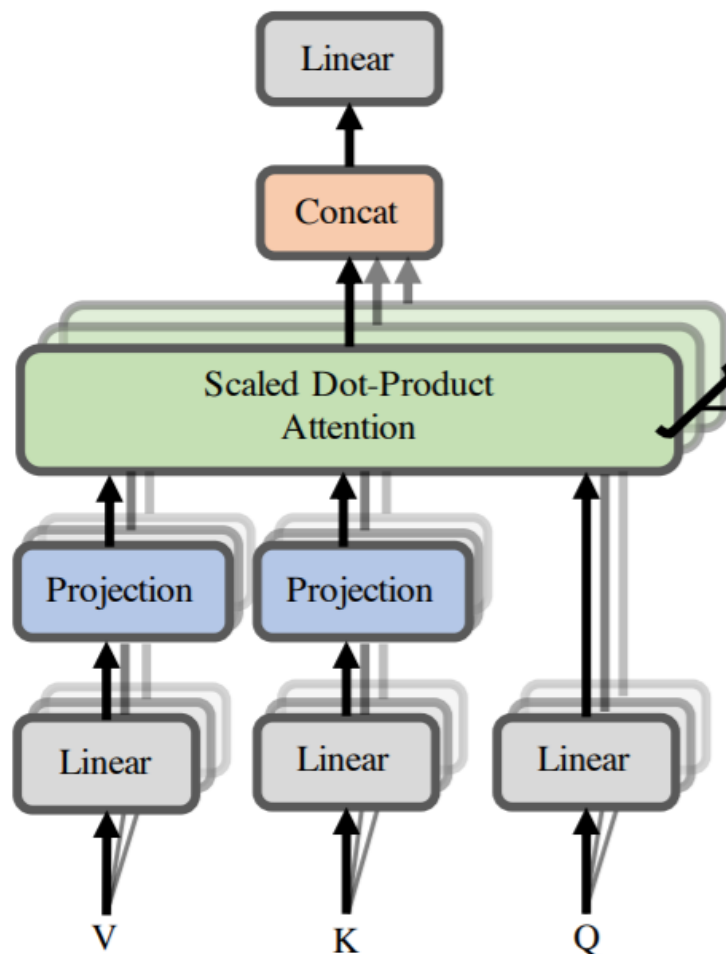 Linear
Concat
Scaled Dot-Product
Attention
Projection
Projection
Linear
Linear
Linear
V
K
Q